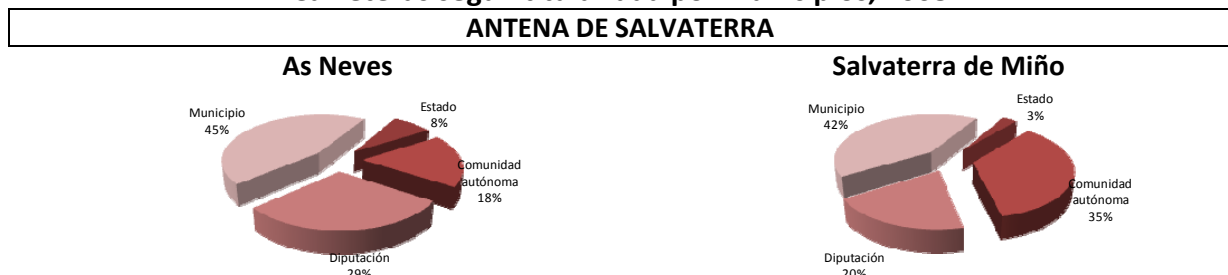 ANTENA DE SALVATERRA
As Neves
Municipio
45%
Estado
8%
Comunidad
autónoma
18%
Diputación
29%
Salvaterra de Miño
Municipio
42%
Estado
3%
Comunidad
autónoma
35%
Diputación
20%